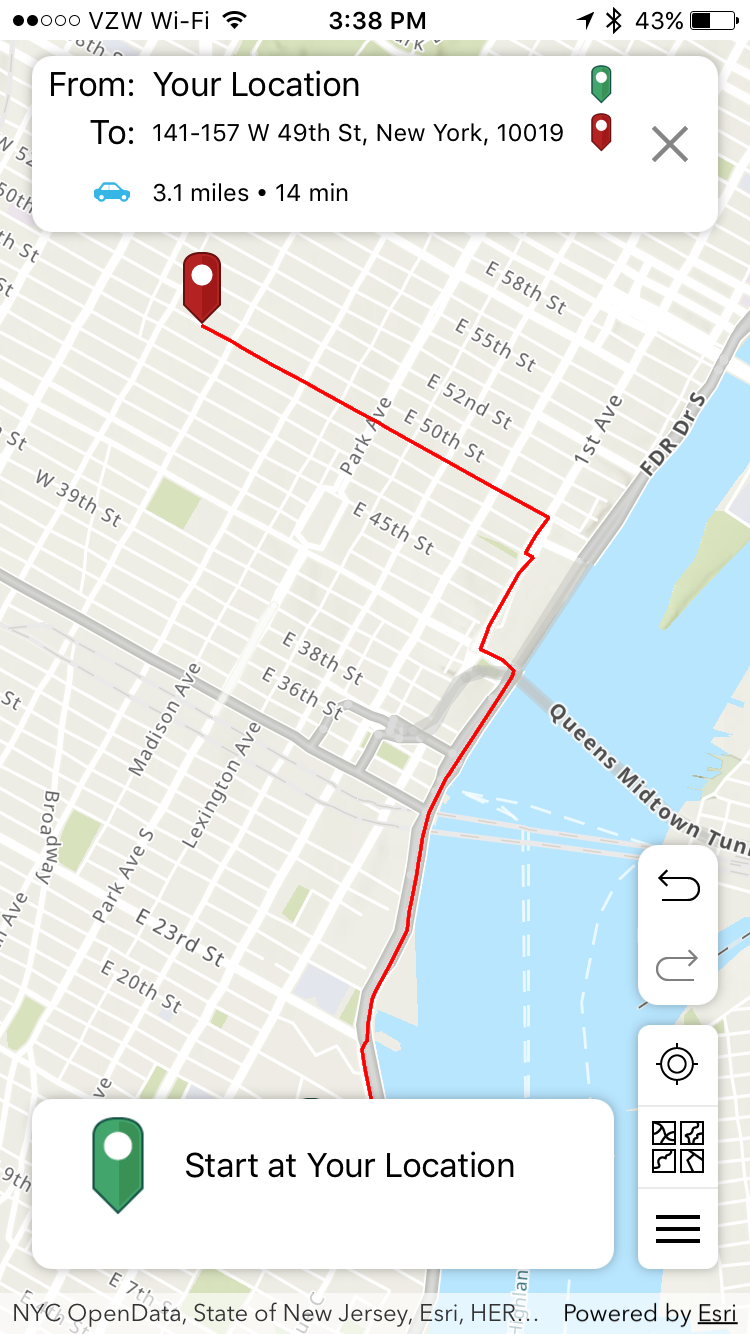 VZW Wi-Fi 3:38 PM 43%
From: Your Location
To: 141-157 W 49th St, New York, 10019
3.1 miles • 14 min
E 58th St
E 55th St
E 52nd St
E 50th St
1st Ave
FDR Dr S
Park Ave
W 39th St
E 45th St
E 38th St
E 36th St
Madison Ave
Lexington Ave
Queens Midtown Tunn
Broadway
Park Ave S
E 23rd St
E 20th St
Start at Your Location
E 7th St
NYC OpenData, State of New Jersey, Esri, HER... Powered by Esri